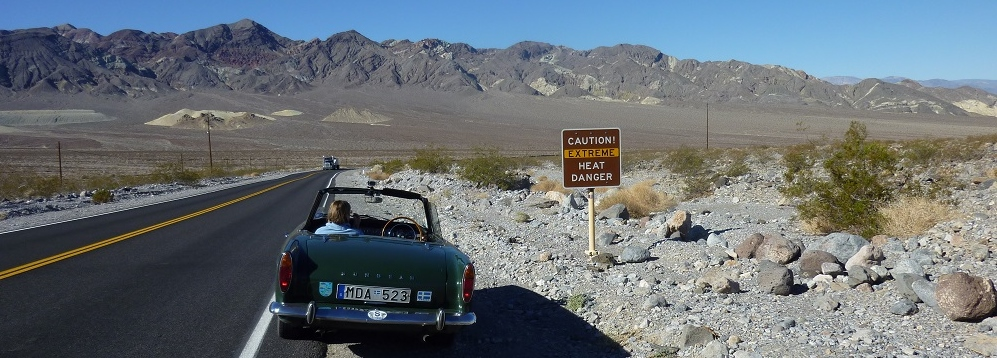 CAUTION!
EXTREME
HEAT
DANGER
SUNBEAM
MDA 523
S